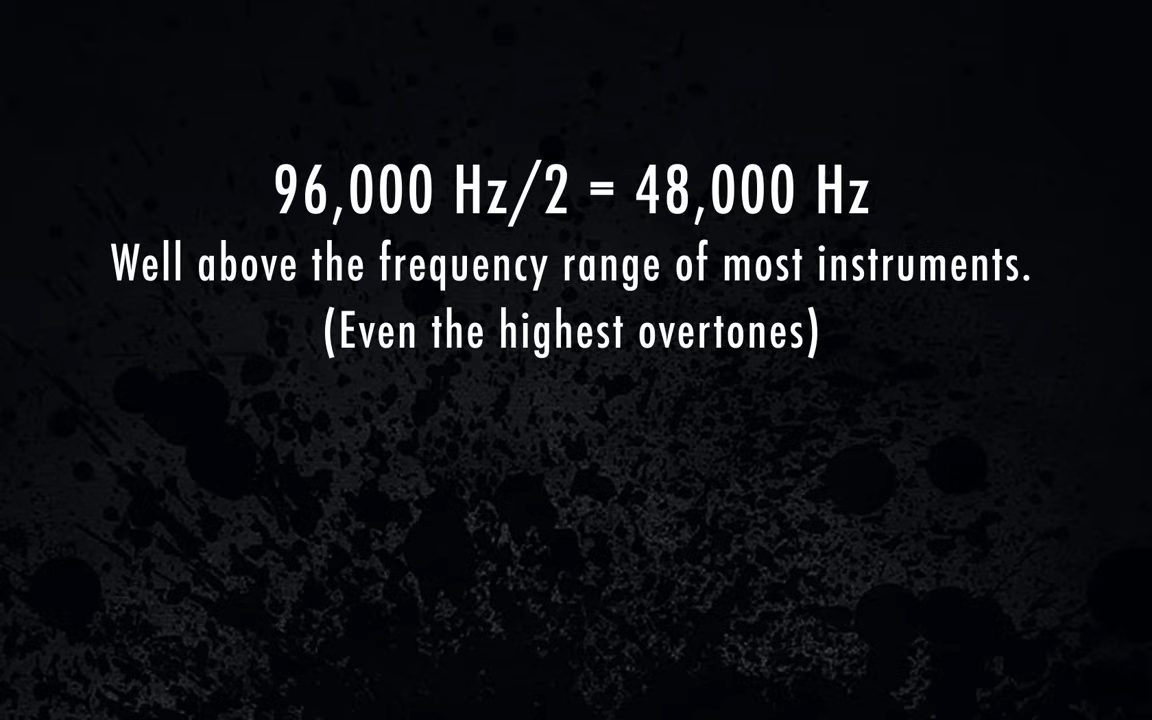 96,000 Hz/2 = 48,000 Hz
Well above the frequency range of most instruments.
(Even the highest overtones)